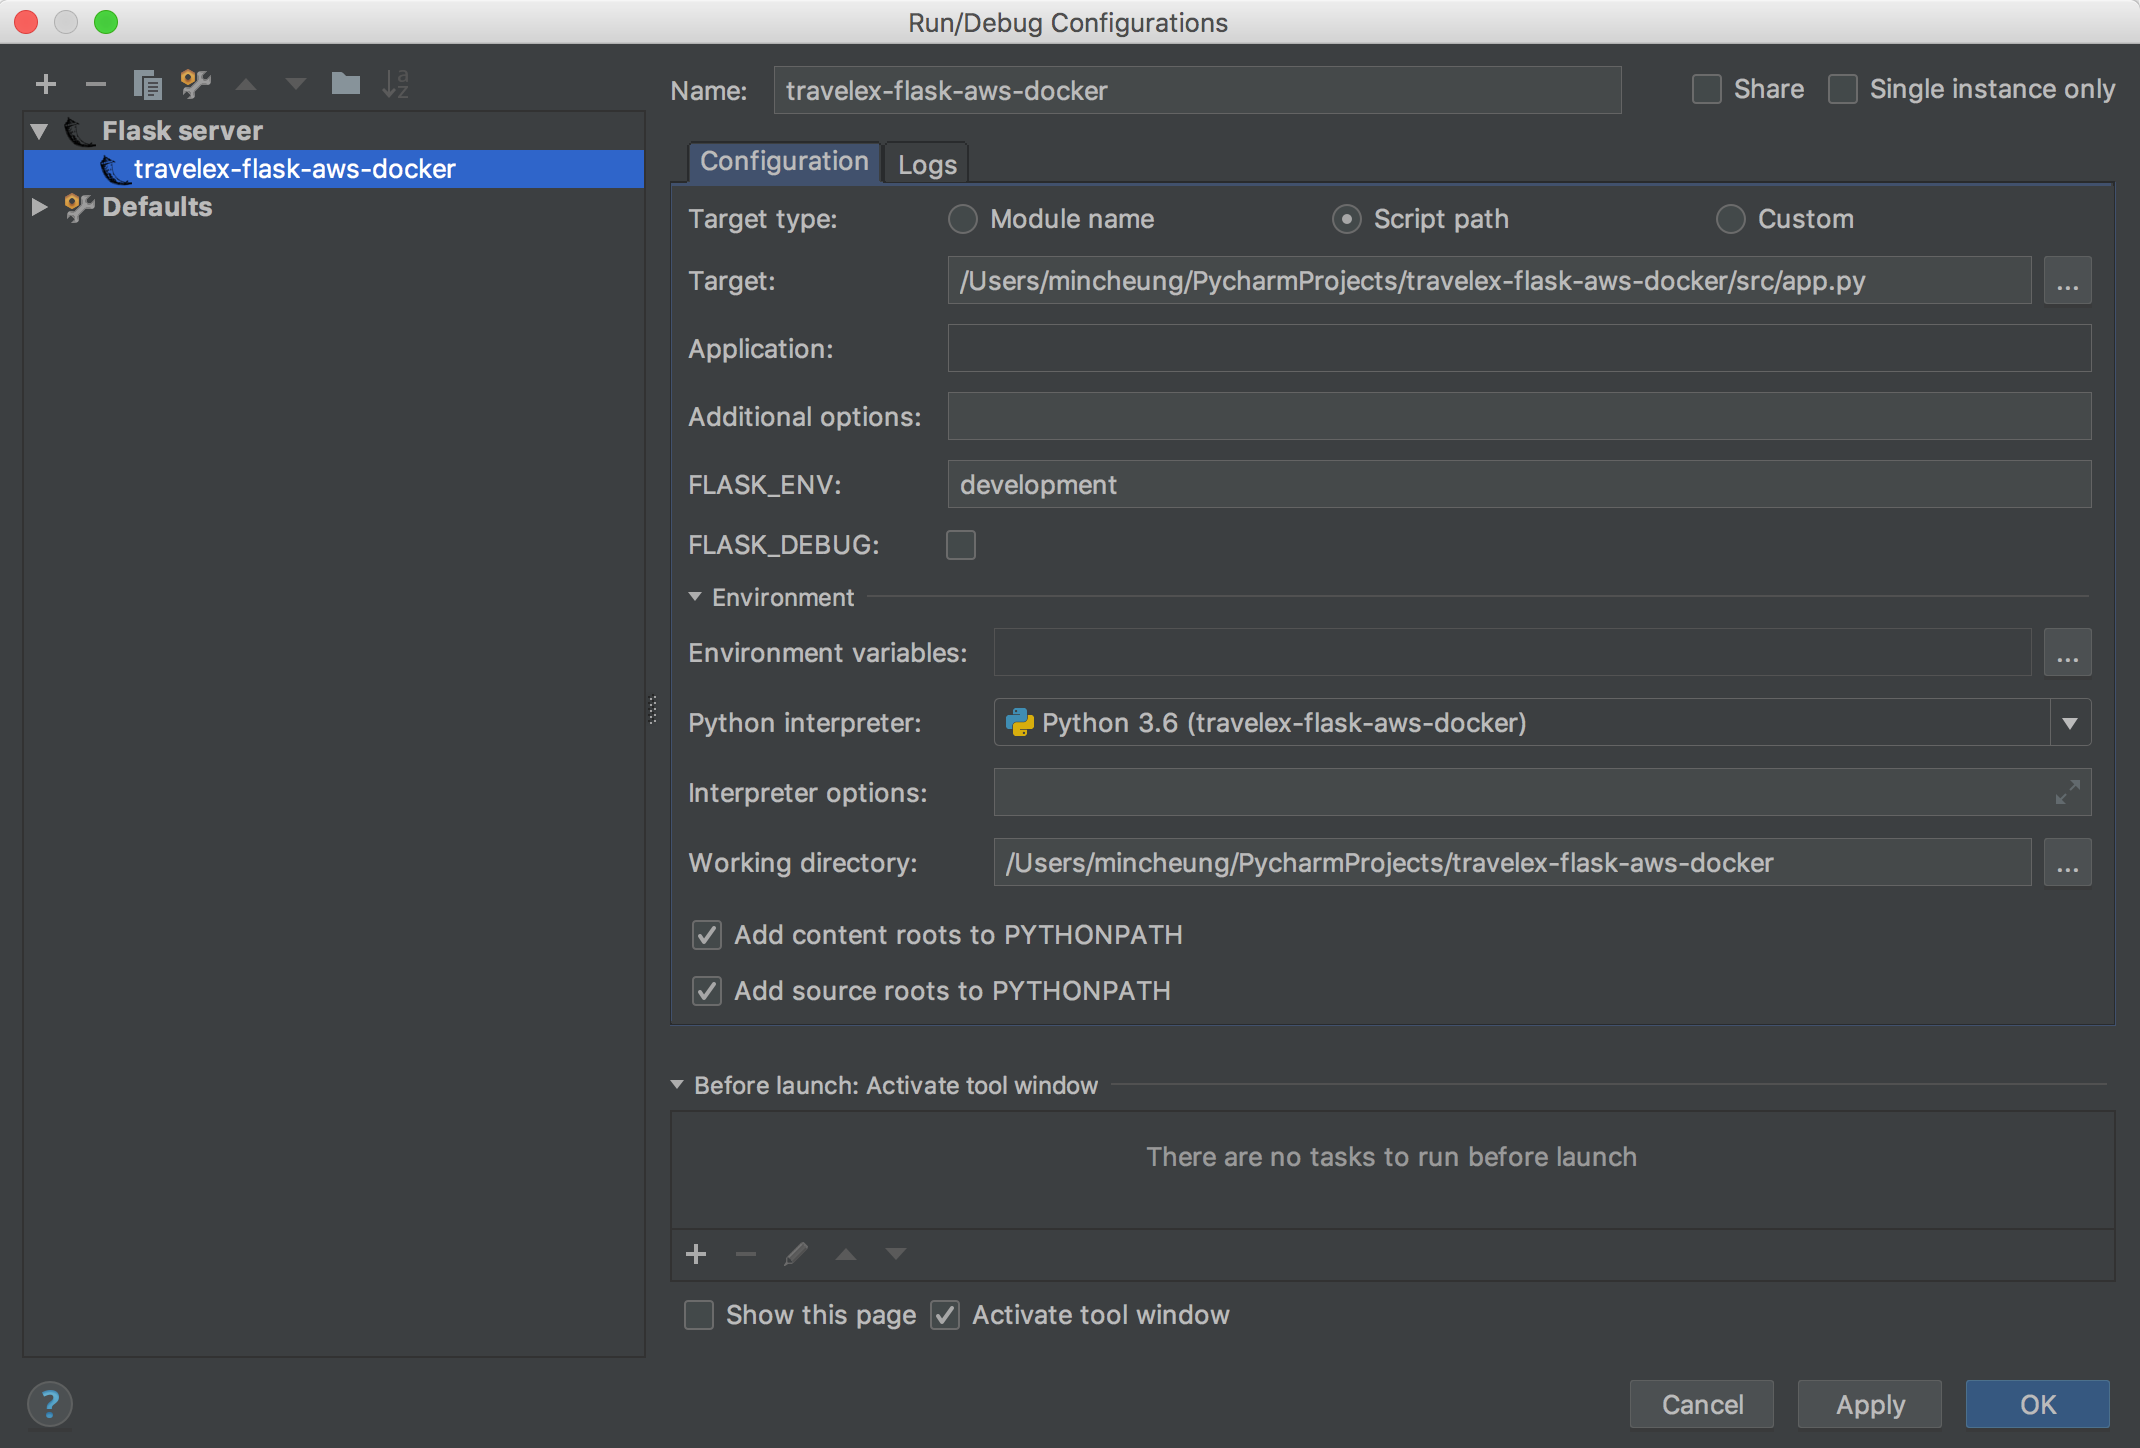 Run/Debug Configurations
Name: travelex-flask-aws-docker Share Single instance only
Flask server
travelex-flask-aws-docker
Defaults
Configuration Logs
Target type: Module name Script path Custom
Target: /Users/mincheung/PycharmProjects/travelex-flask-aws-docker/src/app.py ...
Application:
Additional options:
FLASK_ENV: development
FLASK_DEBUG:
Environment
Environment variables: ...
Python interpreter: Python 3.6 (travelex-flask-aws-docker)
Interpreter options:
Working directory: /Users/mincheung/PycharmProjects/travelex-flask-aws-docker ...
Add content roots to PYTHONPATH
Add source roots to PYTHONPATH
Before launch: Activate tool window
There are no tasks to run before launch
Show this page Activate tool window
? Cancel Apply OK